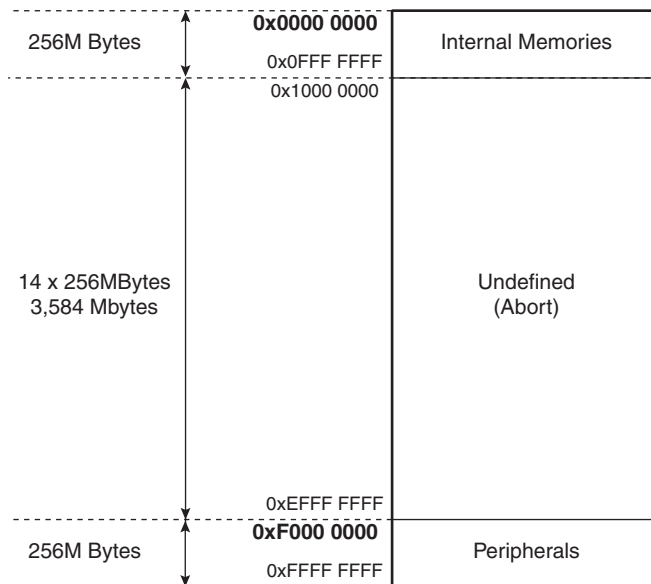 256M Bytes
0x0000 0000
0x0FFF FFFF
Internal Memories
0x1000 0000
14 x 256MBytes
3,584 Mbytes
Undefined
(Abort)
0xEFFF FFFF
256M Bytes
0xF000 0000
0xFFFF FFFF
Peripherals